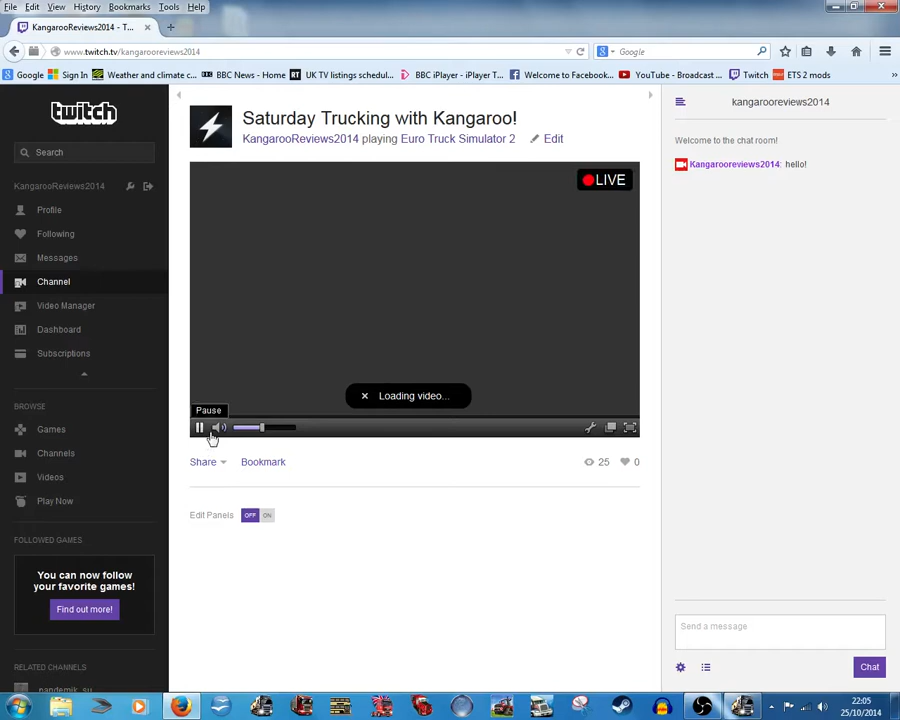 File Edit View History Bookmarks Tools Help
KangarooReviews2014 - T... × +
www.twitch.tv/kangarooreviews2014
Google
Google Sign In Weather and climate c... BBC News - Home UK TV listings schedul... BBC iPlayer - iPlayer T... Welcome to Facebook... YouTube - Broadcast ... Twitch ETS 2 mods »
twitch
Search
KangarooReviews2014
Profile
Following
Messages
Channel
Video Manager
Dashboard
Subscriptions
BROWSE
Games
Channels
Videos
Play Now
FOLLOWED GAMES
You can now follow
your favorite games!
Find out more!
RELATED CHANNELS
pandemik_su
Saturday Trucking with Kangaroo!
KangarooReviews2014 playing Euro Truck Simulator 2 Edit
LIVE
× Loading video...
Pause
Share Bookmark 25 0
Edit Panels OFF ON
kangarooreviews2014
Welcome to the chat room!
Kangarooreviews2014: hello!
Send a message
Chat
22:05
25/10/2014